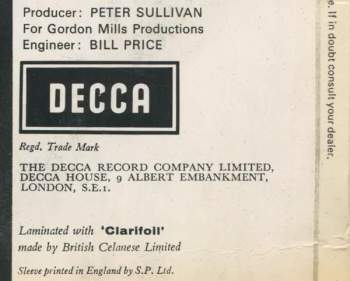 Producer: PETER SULLIVAN
For Gordon Mills Productions
Engineer: BILL PRICE
DECCA
Regd. Trade Mark
THE DECCA RECORD COMPANY LIMITED,
DECCA HOUSE, 9 ALBERT EMBANKMENT,
LONDON, S.E.1.
Laminated with 'Clarifoil'
made by British Celanese Limited
Sleeve printed in England by S.P. Ltd.
e. If in doubt consult your dealer.